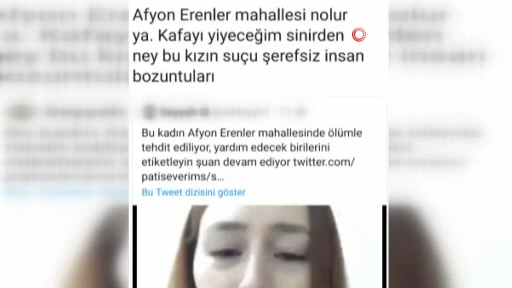 Afyon Erenler mahallesi nolur
ya. Kafayı yiyeceğim sinirden
ney bu kızın suçu şerefsiz insan
bozuntuları
Bu kadın Afyon Erenler mahallesinde ölümle
tehdit ediliyor, yardım edecek birilerini
etiketleyin şuan devam ediyor twitter.com/
patiseverims/s...
Bu Tweet dizisini göster